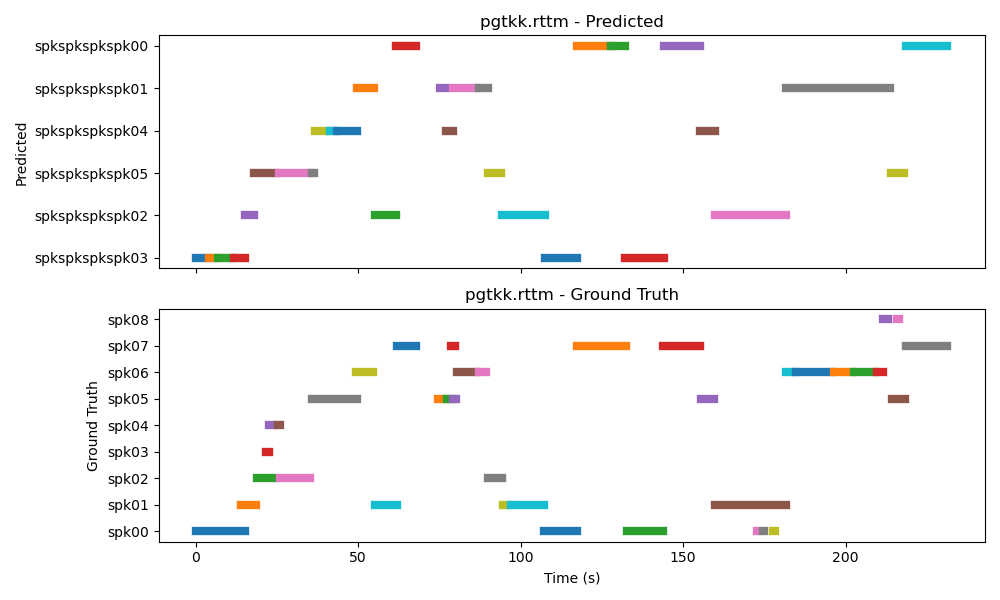 pgtkk.rttm - Predicted
spkspkspkspk00
spkspkspkspk01
spkspkspkspk04
spkspkspkspk05
spkspkspkspk02
spkspkspkspk03
Predicted
pgtkk.rttm - Ground Truth
spk08
spk07
spk06
spk05
spk04
spk03
spk02
spk01
spk00
Ground Truth
0 50 100 150 200
Time (s)